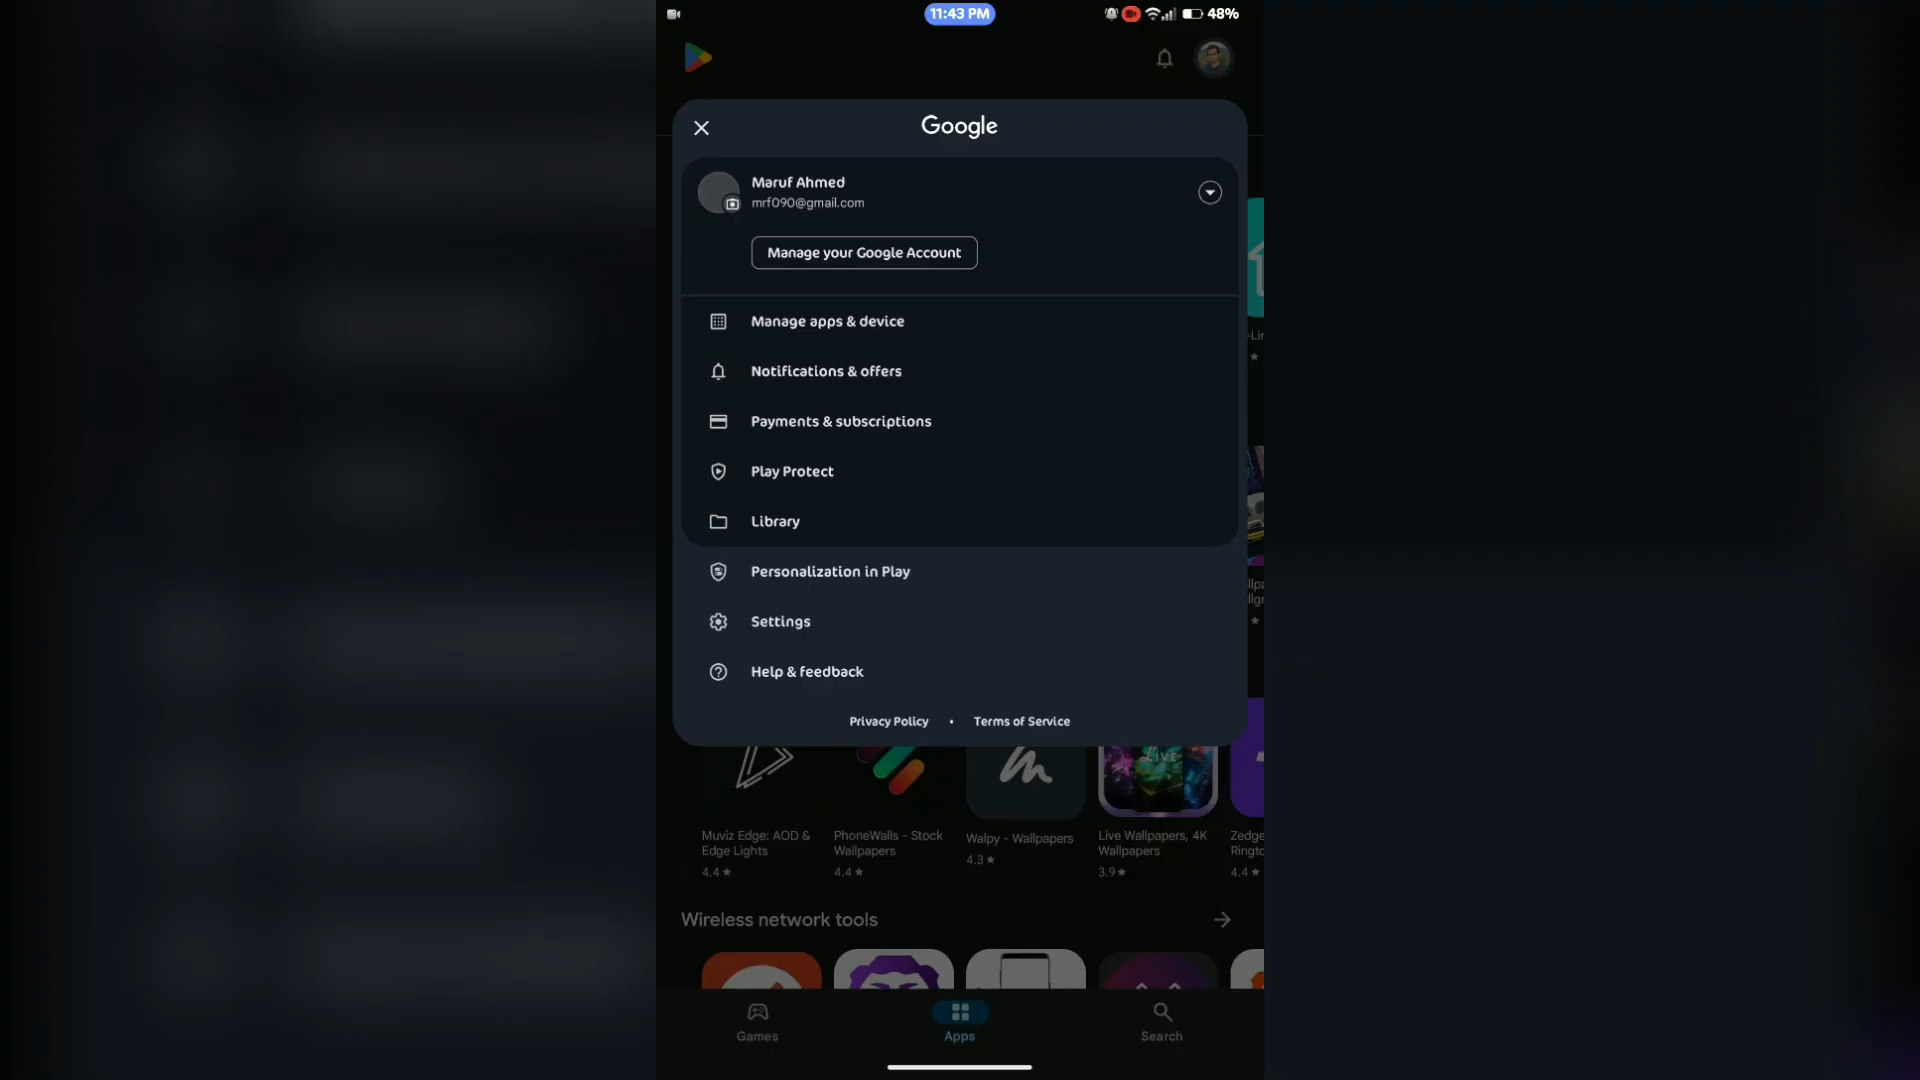 11:43 PM
48%
Google
Maruf Ahmed
mrf090@gmail.com
Manage your Google Account
Manage apps & device
Notifications & offers
Payments & subscriptions
Play Protect
Library
Personalization in Play
Settings
Help & feedback
Privacy Policy • Terms of Service
LIVE
Muviz Edge: AOD & Edge Lights
4.4 ★
PhoneWalls - Stock Wallpapers
4.4 ★
Walpy - Wallpapers
4.3 ★
Live Wallpapers, 4K Wallpapers
3.9 ★
Zedge
Ringto
4.4 ★
Wireless network tools
Games
Apps
Search